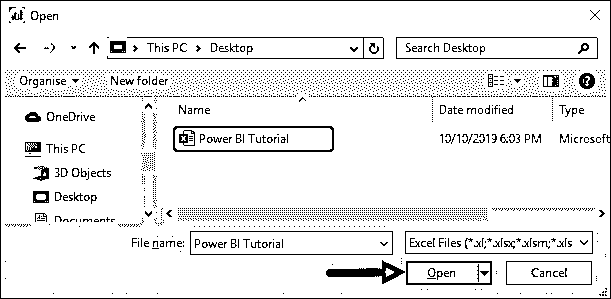 Open
This PC > Desktop
Search Desktop
Organise
New folder
Name
Date modified
Type
OneDrive
Power BI Tutorial
10/10/2019 6:03 PM
Microsoft
This PC
3D Objects
Desktop
Documents
File name:
Power BI Tutorial
Excel Files (*.xl;*.xlsx;*.xlsm;*.xls
Open
Cancel